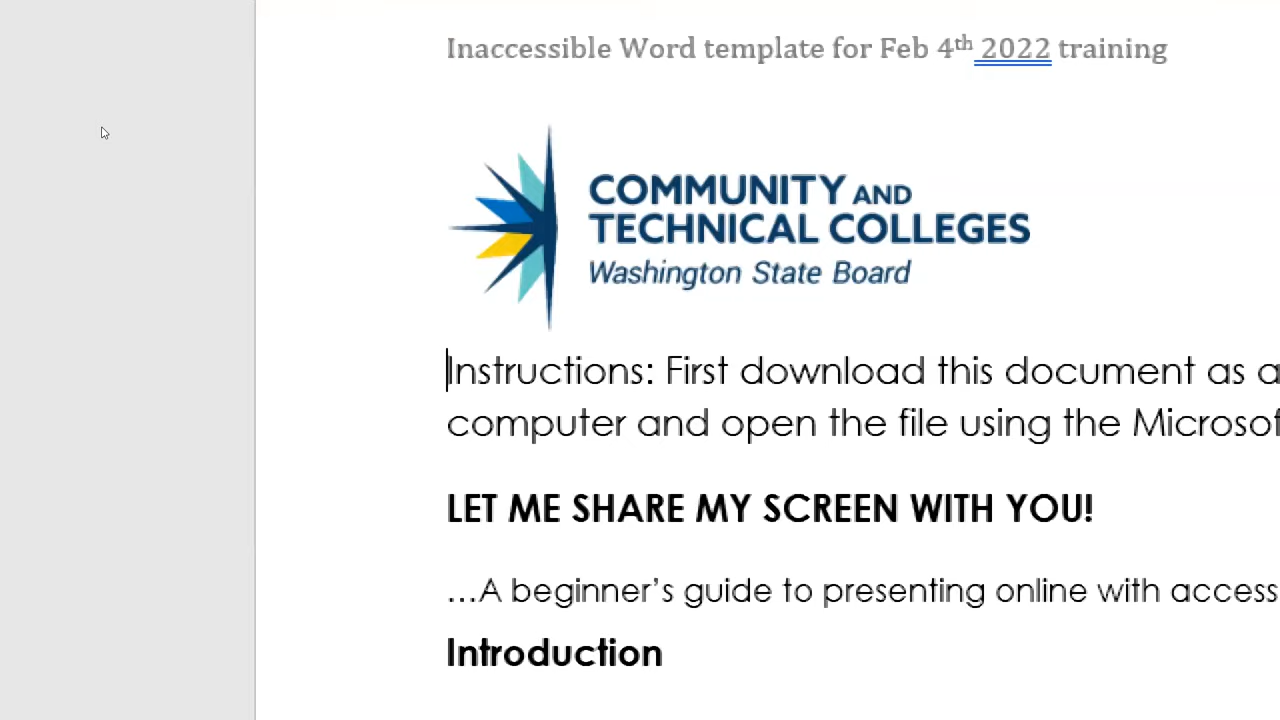 Inaccessible Word template for Feb 4th 2022 training
COMMUNITY AND
TECHNICAL COLLEGES
Washington State Board
Instructions: First download this document as a
computer and open the file using the
LET ME SHARE MY SCREEN WITH YOU!
…A beginner’s guide to presenting online with
Introduction